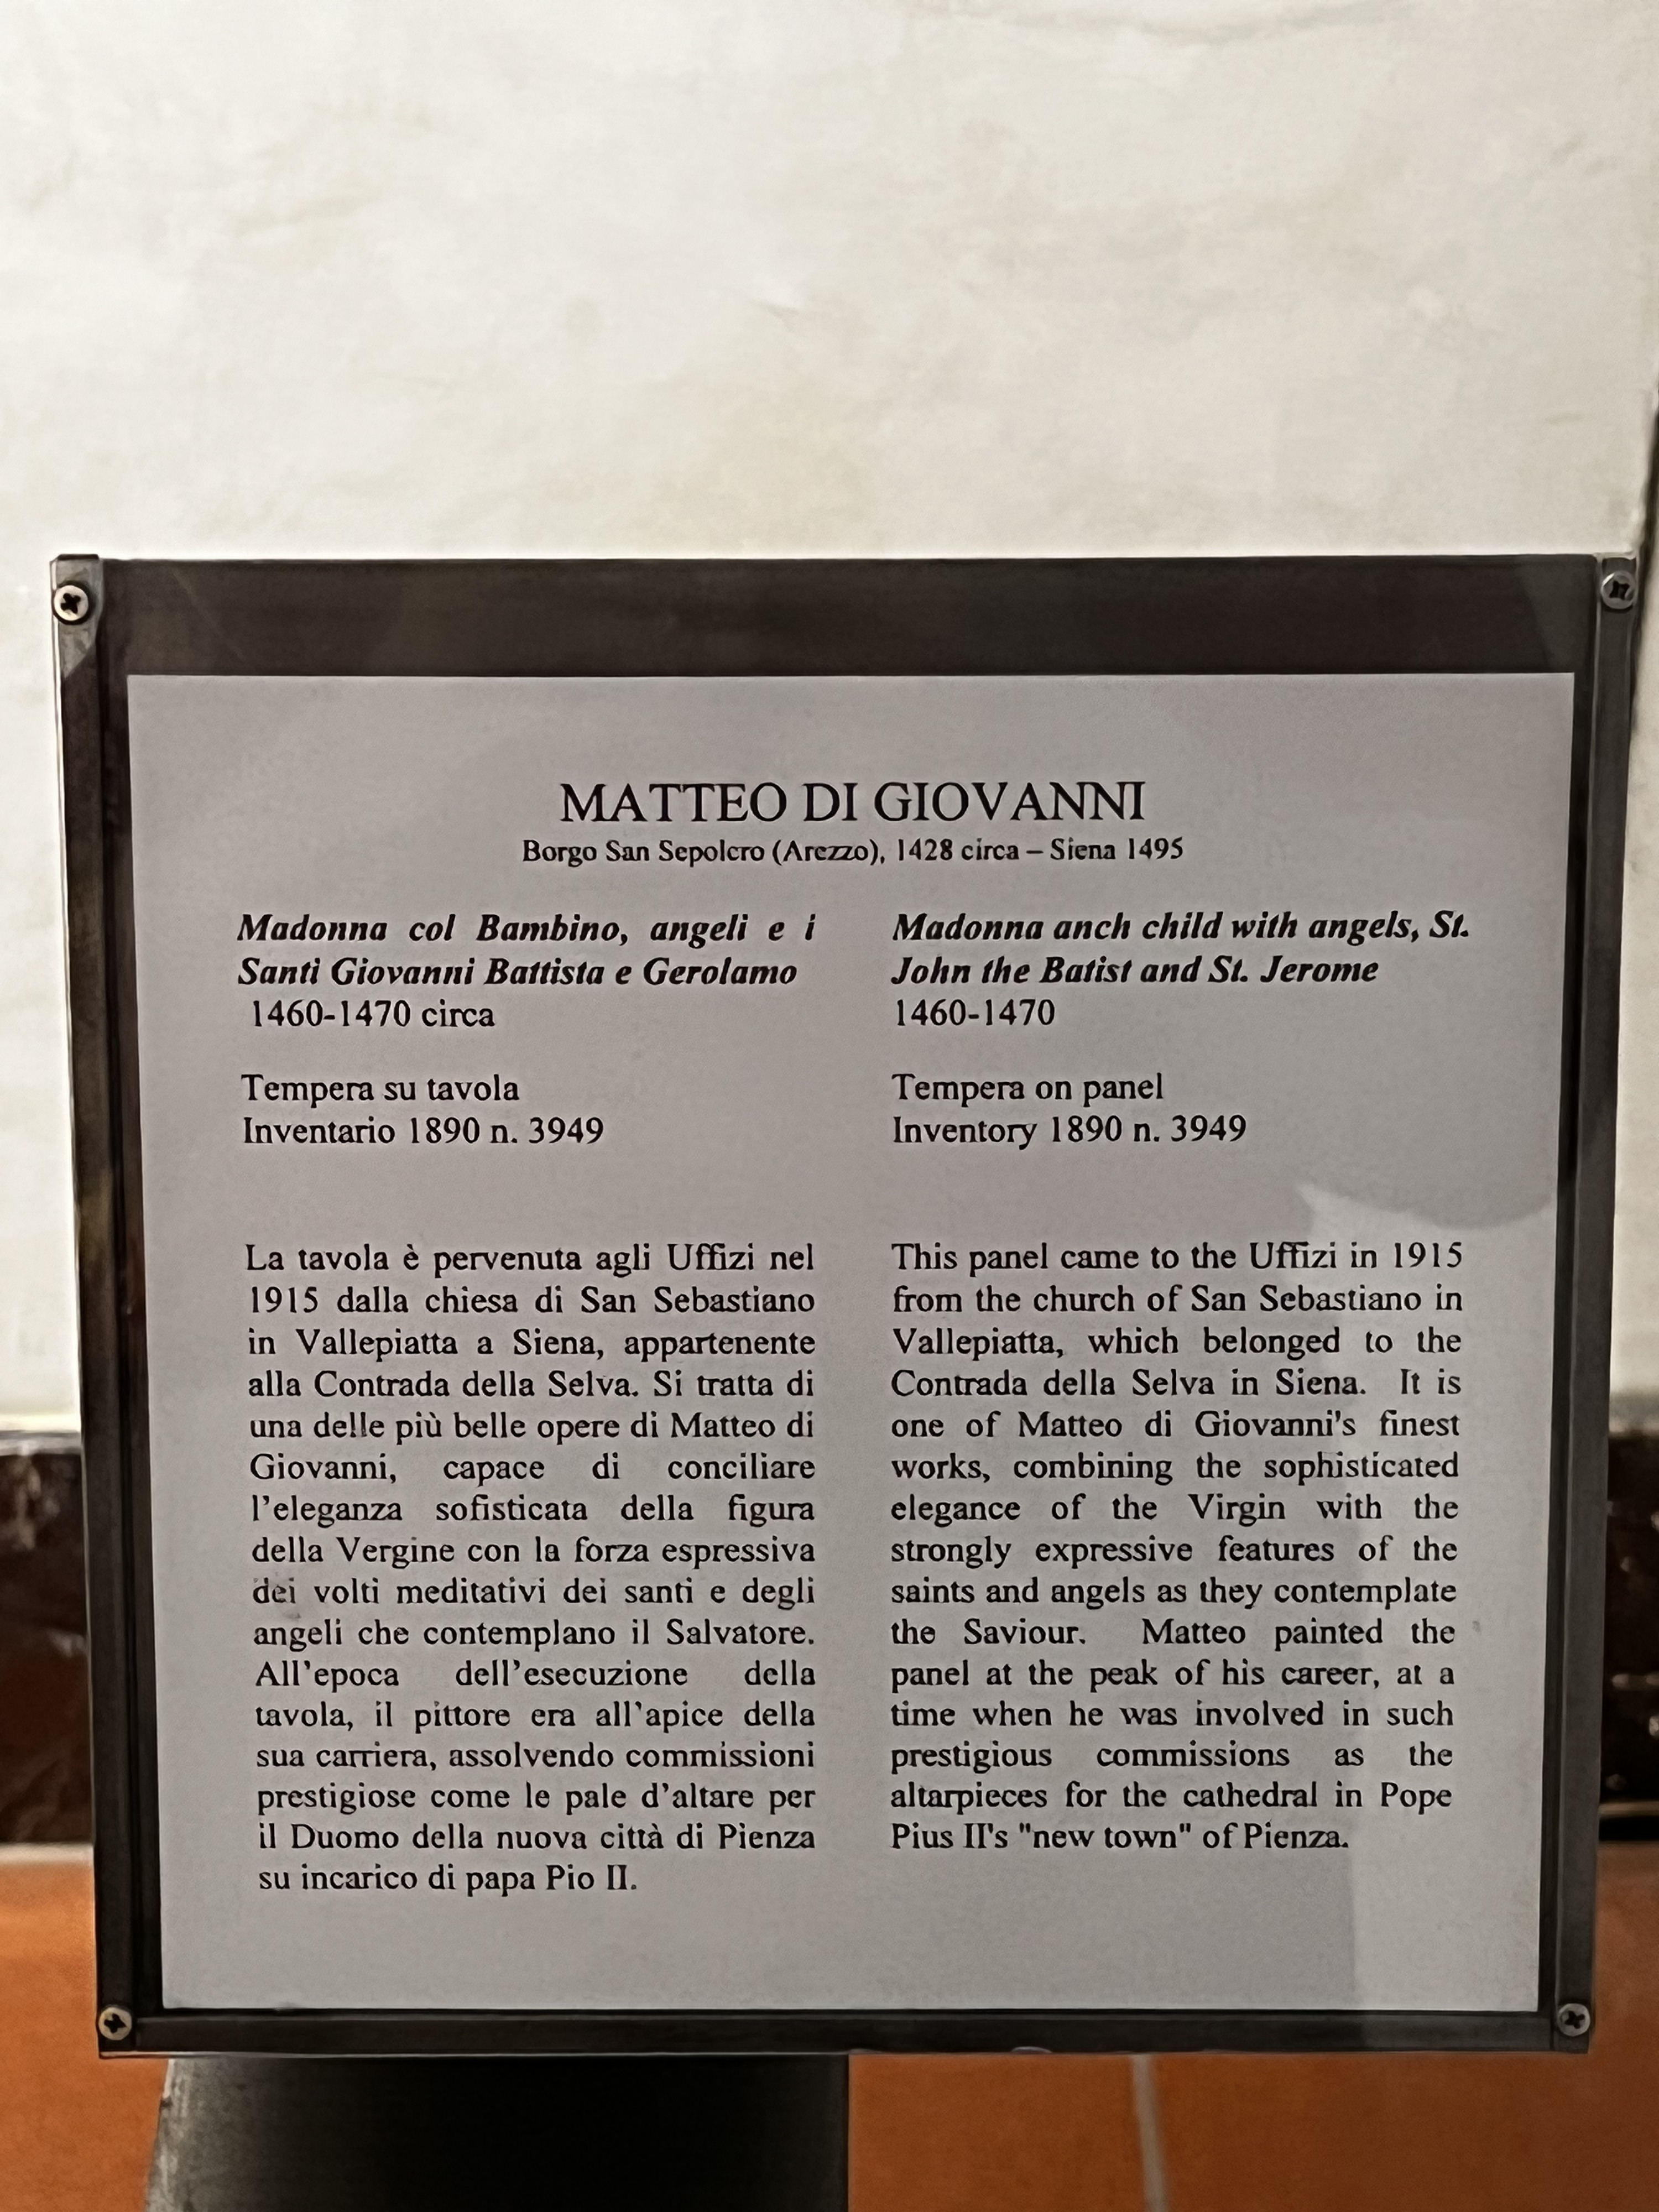 MATTEO DI GIOVANNI
Borgo San Sepolcro (Arezzo), 1428 circa – Siena 1495
Madonna col Bambino, angeli e i
Santi Giovanni Battista e Gerolamo
1460-1470 circa
Tempera su tavola
Inventario 1890 n. 3949
La tavola è pervenuta agli Uffizi nel
1915 dalla chiesa di San Sebastiano
in Vallepiatta a Siena, appartenente
alla Contrada della Selva. Si tratta di
una delle più belle opere di Matteo di
Giovanni, capace di conciliare
l'eleganza sofisticata della figura
della Vergine con la forza espressiva
dei volti meditativi dei santi e degli
angeli che contemplano il Salvatore.
All'epoca dell'esecuzione della
tavola, il pittore era all'apice della
sua carriera, assolvendo commissioni
prestigiose come le pale d'altare per
il Duomo della nuova città di Pienza
su incarico di papa Pio II.
Madonna anch child with angels, St.
John the Batist and St. Jerome
1460-1470
Tempera on panel
Inventory 1890 n. 3949
This panel came to the Uffizi in 1915
from the church of San Sebastiano in
Vallepiatta, which belonged to the
Contrada della Selva in Siena. It is
one of Matteo di Giovanni's finest
works, combining the sophisticated
elegance of the Virgin with the
strongly expressive features of the
saints and angels as they contemplate
the Saviour. Matteo painted the
panel at the peak of his career, at a
time when he was involved in such
prestigious commissions as the
altarpieces for the cathedral in Pope
Pius II's "new town" of Pienza.